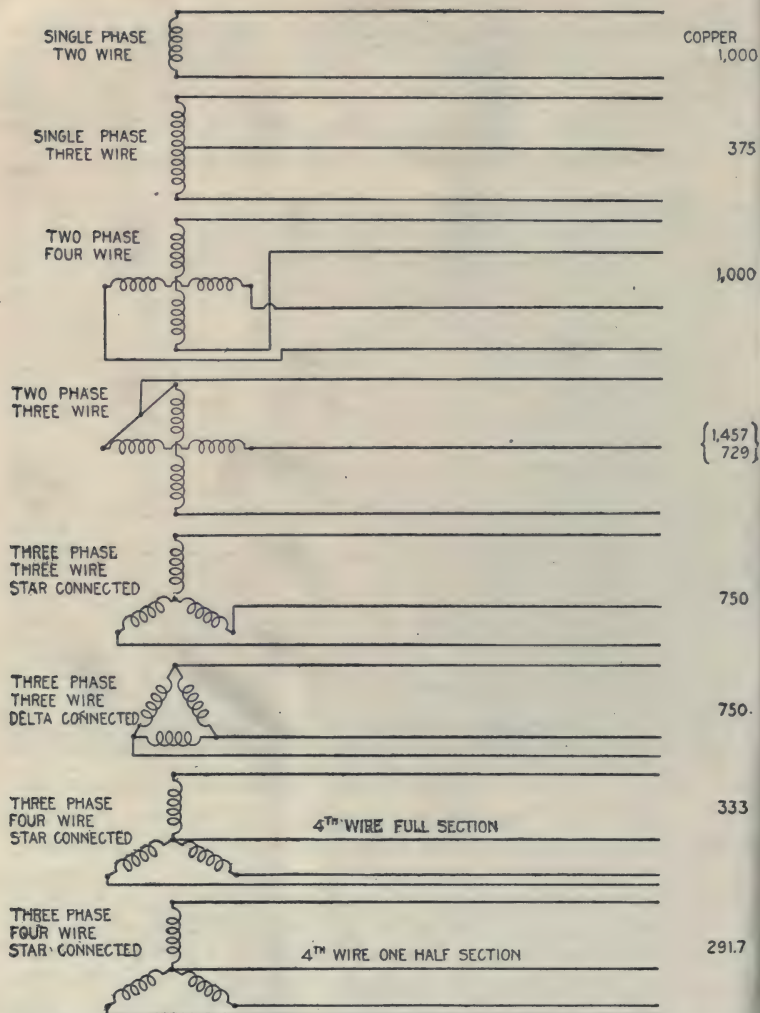 COPPER
SINGLE PHASE
TWO WIRE
1,000
SINGLE PHASE
THREE WIRE
375
TWO PHASE
FOUR WIRE
1,000
TWO PHASE
THREE WIRE
{1,457
729}
THREE PHASE
THREE WIRE
STAR CONNECTED
750
THREE PHASE
THREE WIRE
DELTA CONNECTED
750.
THREE PHASE
FOUR WIRE
STAR CONNECTED
4TH WIRE FULL SECTION
333
THREE PHASE
FOUR WIRE
STAR CONNECTED
4TH WIRE ONE HALF SECTION
291.7